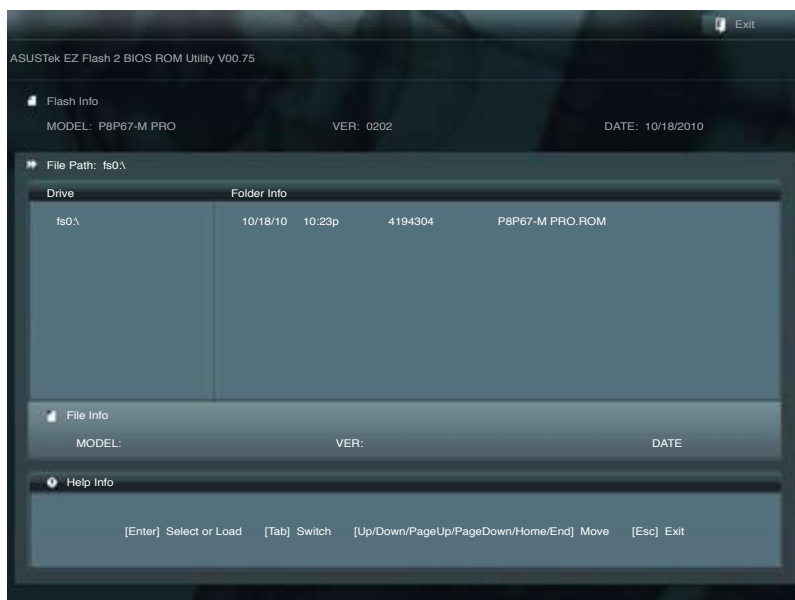 Exit
ASUSTek EZ Flash 2 BIOS ROM Utility V00.75
Flash Info
MODEL: P8P67-M PRO VER: 0202 DATE: 10/18/2010
File Path: fs0:\
Drive Folder Info
fs0:\ 10/18/10 10:23p 4194304 P8P67-M PRO.ROM
File Info
MODEL: VER: DATE
Help Info
[Enter] Select or Load [Tab] Switch [Up/Down/PageUp/PageDown/Home/End] Move [Esc] Exit